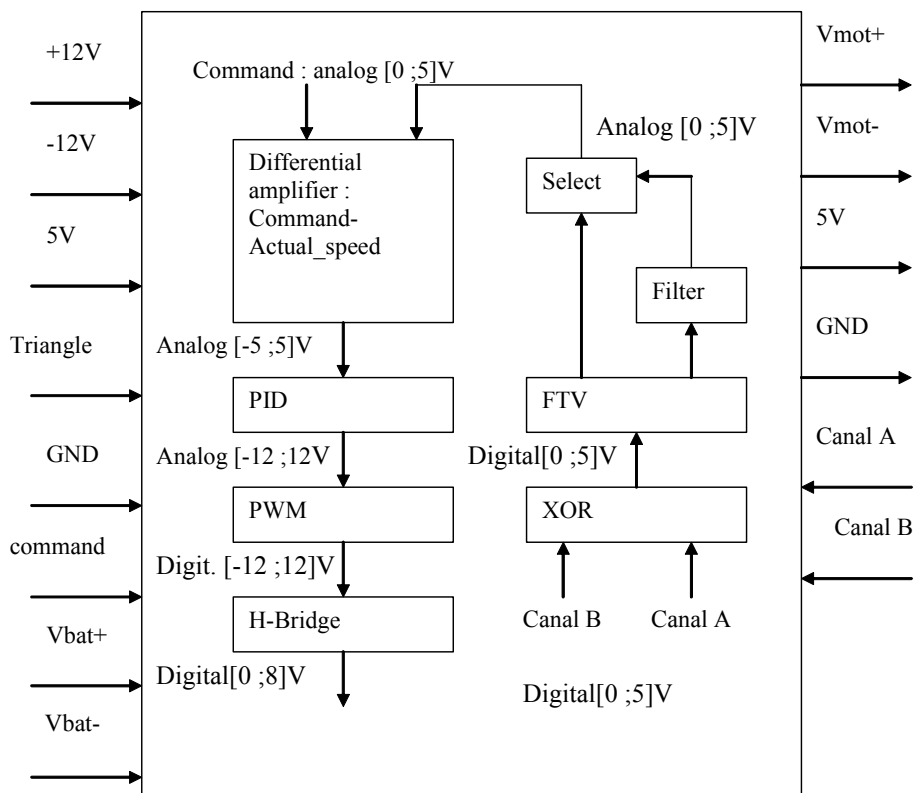 +12V
-12V
5V
Triangle
GND
command
Vbat+
Vbat-
Command : analog [0 ;5]V
Differential
amplifier :
Command-
Actual_speed
Analog [-5 ;5]V
PID
Analog [-12 ;12V
PWM
Digit. [-12 ;12]V
H-Bridge
Digital[0 ;8]V
Analog [0 ;5]V
Select
Filter
FTV
Digital[0 ;5]V
XOR
Canal B
Canal A
Digital[0 ;5]V
Vmot+
Vmot-
5V
GND
Canal A
Canal B